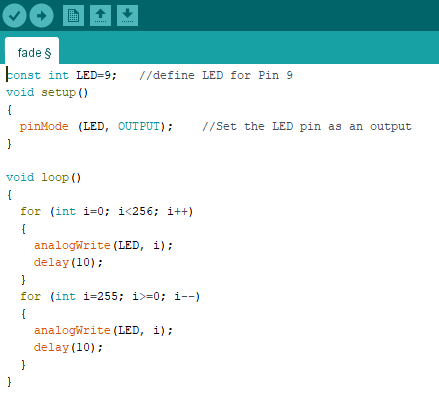 fade §
const int LED=9;   //define LED for Pin 9
void setup()
{
  pinMode (LED, OUTPUT);    //Set the LED pin as an output
}

void loop()
{
  for (int i=0; i<256; i++)
  {
    analogWrite(LED, i);
    delay(10);
  }
  for (int i=255; i>=0; i--)
  {
    analogWrite(LED, i);
    delay(10);
  }
}